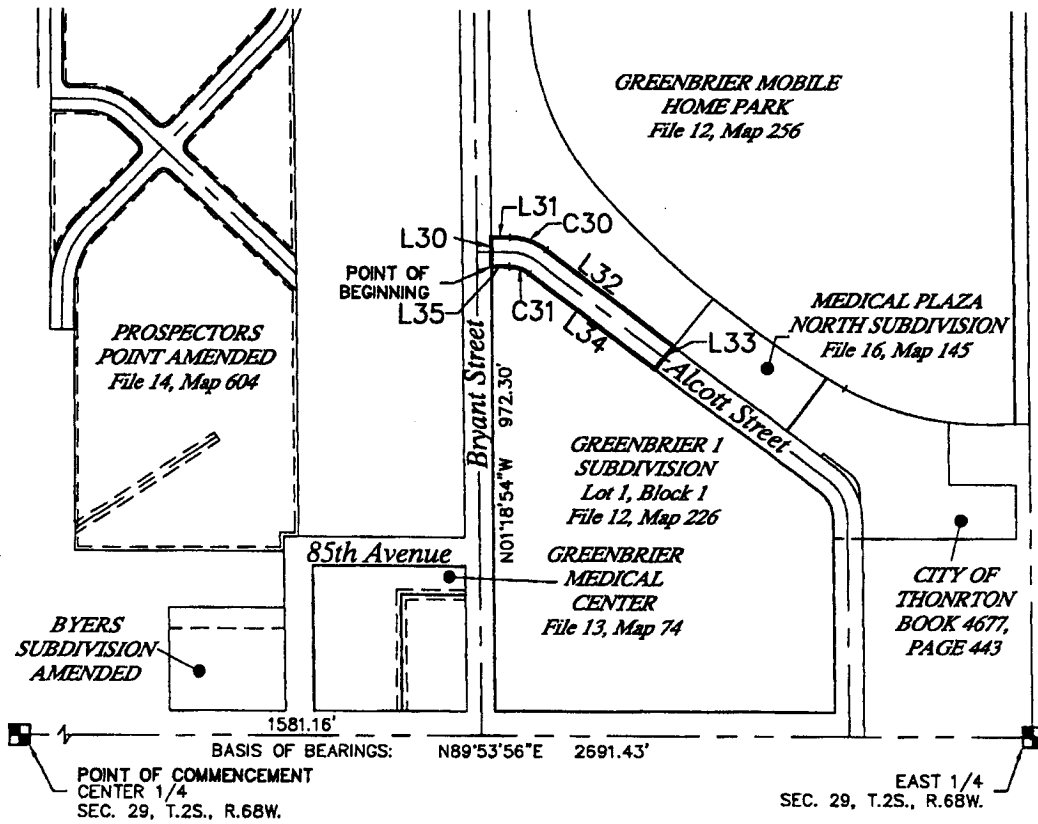 GREENBRIER MOBILE
HOME PARK
File 12, Map 256
L31
C30
L30
L32
POINT OF
BEGINNING
L35
C31
L34
L33
MEDICAL PLAZA
NORTH SUBDIVISION
File 16, Map 145
PROSPECTORS
POINT AMENDED
File 14, Map 604
Bryant Street
N01°18'54"W 972.30'
Alcott Street
GREENBRIER 1
SUBDIVISION
Lot 1, Block 1
File 12, Map 226
85th Avenue
GREENBRIER
MEDICAL
CENTER
File 13, Map 74
CITY OF
THONRTON
BOOK 4677,
PAGE 443
BYERS
SUBDIVISION
AMENDED
1581.16'
BASIS OF BEARINGS: N89°53'56"E 2691.43'
POINT OF COMMENCEMENT
CENTER 1/4
SEC. 29, T.2S., R.68W.
EAST 1/4
SEC. 29, T.2S., R.68W.